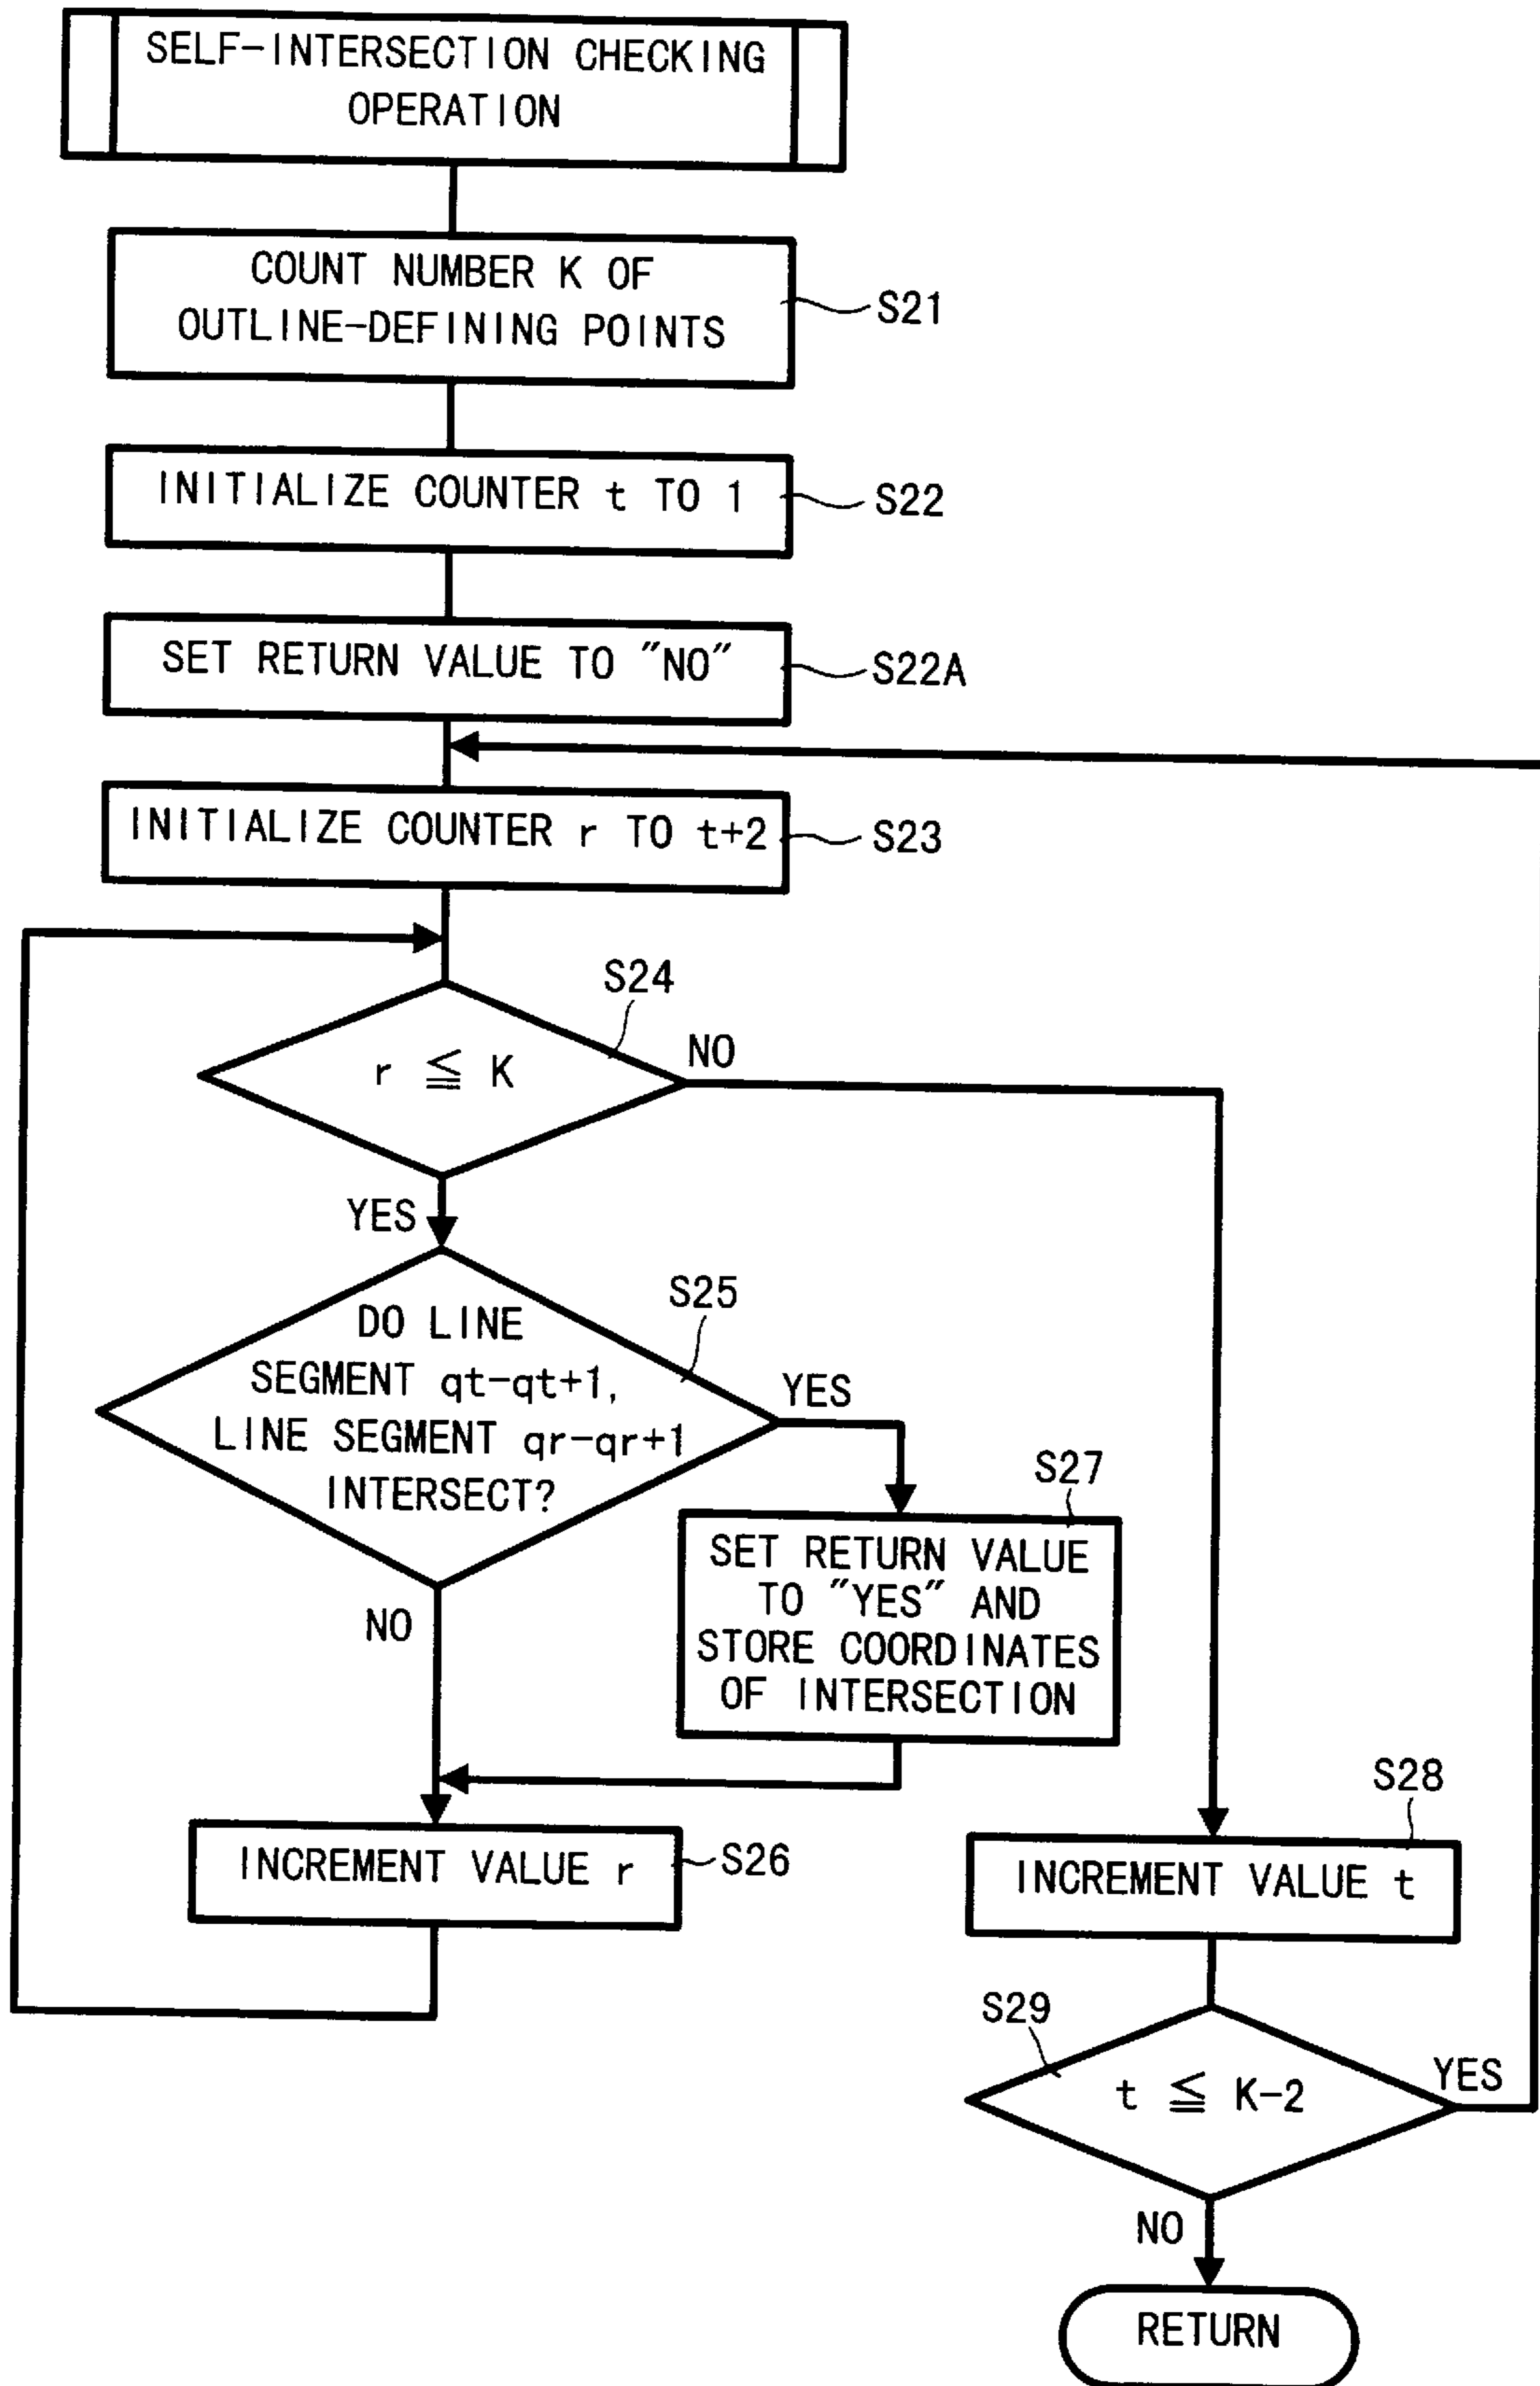 SELF-INTERSECTION CHECKING
OPERATION
COUNT NUMBER K OF
OUTLINE-DEFINING POINTS
S21
INITIALIZE COUNTER t TO 1
S22
SET RETURN VALUE TO "NO"
S22A
INITIALIZE COUNTER r TO t+2
S23
S24
r ≦ K
NO
YES
S25
DO LINE
SEGMENT qt-qt+1,
LINE SEGMENT qr-qr+1
INTERSECT?
YES
NO
S27
SET RETURN VALUE
TO "YES" AND
STORE COORDINATES
OF INTERSECTION
INCREMENT VALUE r
S26
S28
INCREMENT VALUE t
S29
t ≦ K-2
YES
NO
RETURN